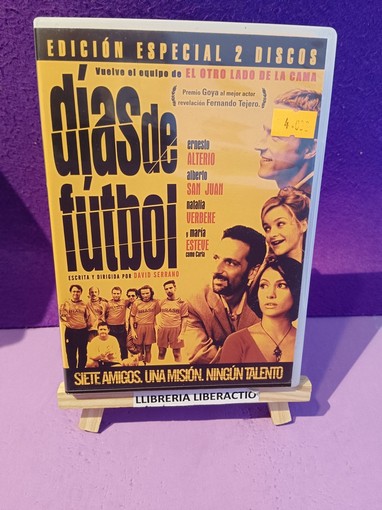 EDICIÓN ESPECIAL 2 DISCOS
Vuelve el equipo de EL OTRO LADO DE LA CAMA
Premio Goya al mejor actor
revelación Fernando Tejero.
días de
fútbol
ernesto
ALTERIO
alberto
SAN JUAN
natalia
VERBEKE
y maría
ESTEVE
como Carla
ESCRITA Y DIRIGIDA POR DAVID SERRANO
SIETE AMIGOS. UNA MISIÓN. NINGÚN TALENTO
LLIBRERIA LIBERACTIO